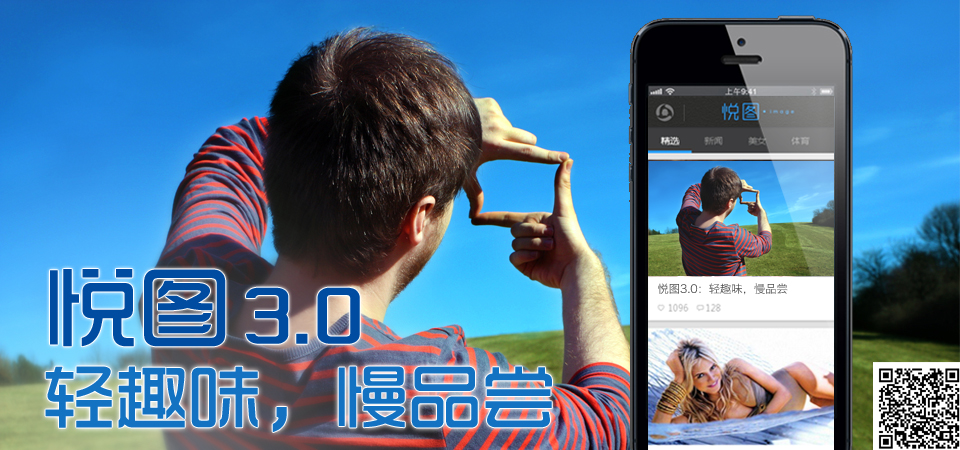 悦图 3.0
轻趣味，慢品尝
上午9:41
悦图·image
精选 新闻 美女 体育
悦图3.0：轻趣味，慢品尝
1096 128